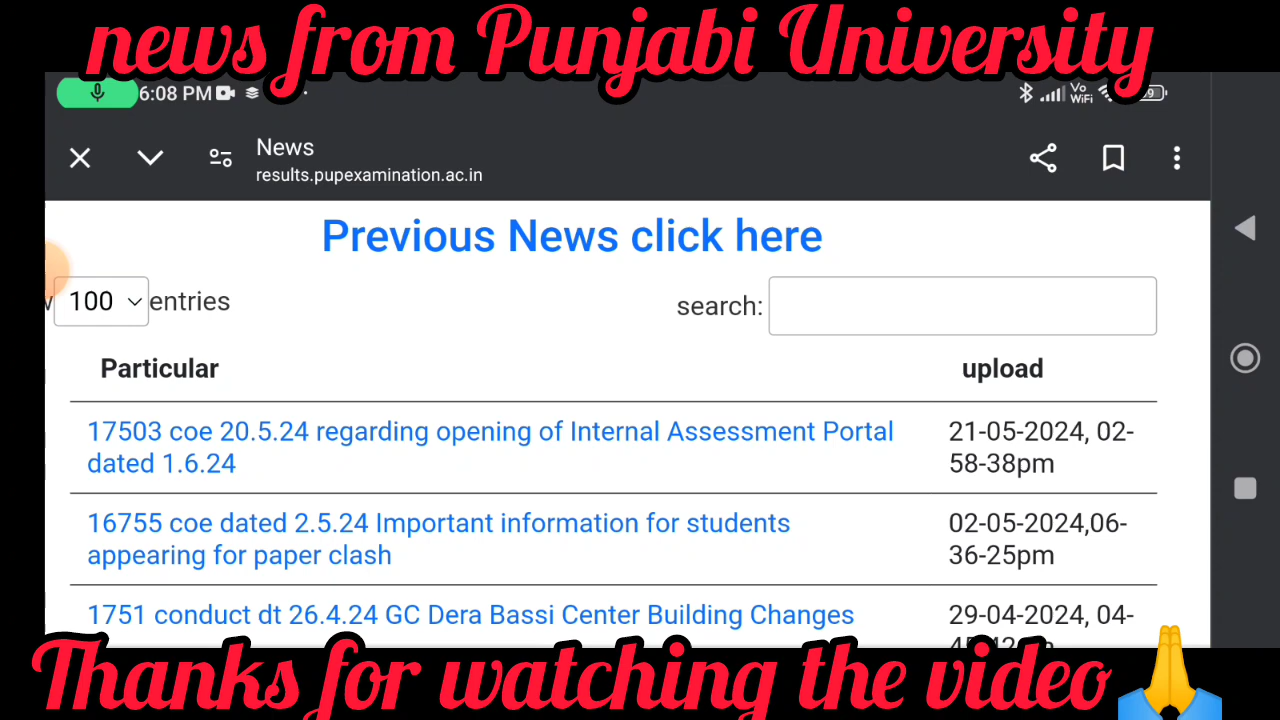 news from Punjabi University
6:08 PM
Vo
WiFi
News
results.pupexamination.ac.in
Previous News click here
100 entries
search:
Particular upload
17503 coe 20.5.24 regarding opening of Internal Assessment Portal 21-05-2024, 02-
dated 1.6.24 58-38pm
16755 coe dated 2.5.24 Important information for students 02-05-2024,06-
appearing for paper clash 36-25pm
1751 conduct dt 26.4.24 GC Dera Bassi Center Building Changes 29-04-2024, 04-
Thanks for watching the video🙏